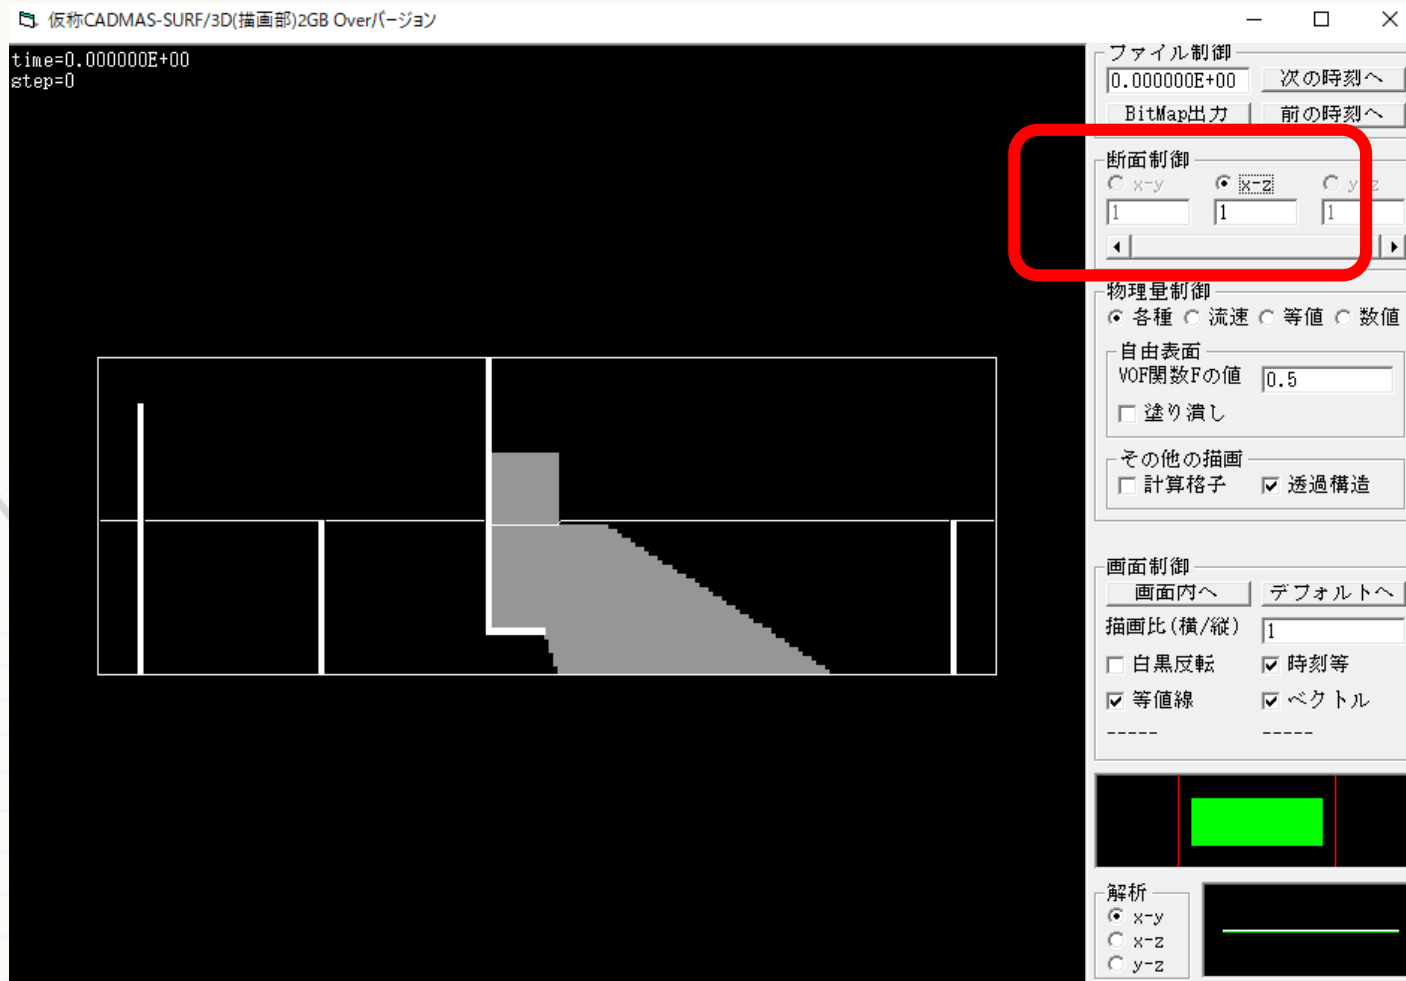 仮称CADMAS-SURF/3D(描画部)2GB Overバージョン
time=0.000000E+00
step=0
ファイル制御
0.000000E+00 次の時刻へ
BitMap出力 前の時刻へ
断面制御
x-y x-z y-z
1 1 1
物理量制御
各種 流速 等値 数値
自由表面
VOF関数Fの値 0.5
塗り潰し
その他の描画
計算格子 透過構造
画面制御
画面内へ デフォルトへ
描画比(横/縦) 1
白黒反転 時刻等
等値線 ベクトル
----- -----
解析
x-y
x-z
y-z